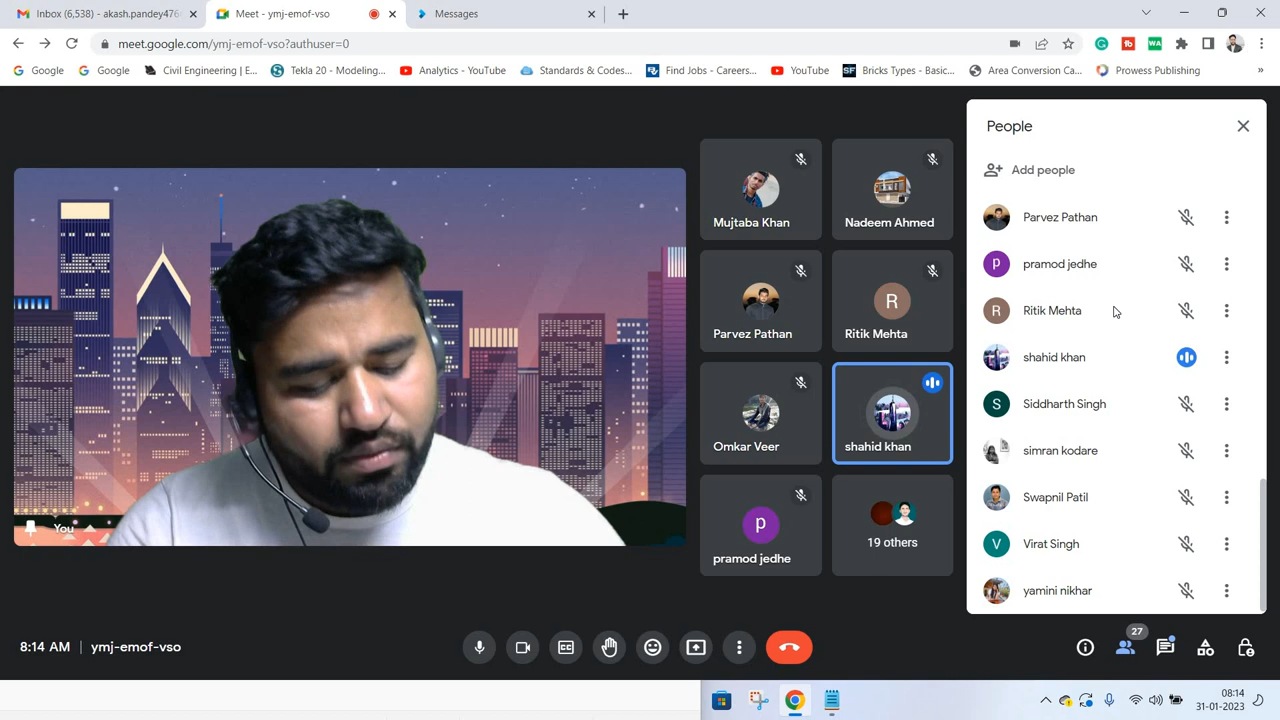 Inbox (6,538) - akash.pandey476
Meet - ymj-emof-vso
Messages
meet.google.com/ymj-emof-vso?authuser=0
Google
Google
Civil Engineering | E...
Tekla 20 - Modeling...
Analytics - YouTube
Standards & Codes...
Find Jobs - Careers...
YouTube
Bricks Types - Basic...
Area Conversion Ca...
Prowess Publishing
»
People
Add people
Parvez Pathan
pramod jedhe
Ritik Mehta
shahid khan
Siddharth Singh
simran kodare
Swapnil Patil
Virat Singh
yamini nikhar
Mujtaba Khan
Nadeem Ahmed
Parvez Pathan
R
Ritik Mehta
Omkar Veer
shahid khan
p
pramod jedhe
19 others
You
P
R
S
V
8:14 AM | ymj-emof-vso
27
08:14
31-01-2023